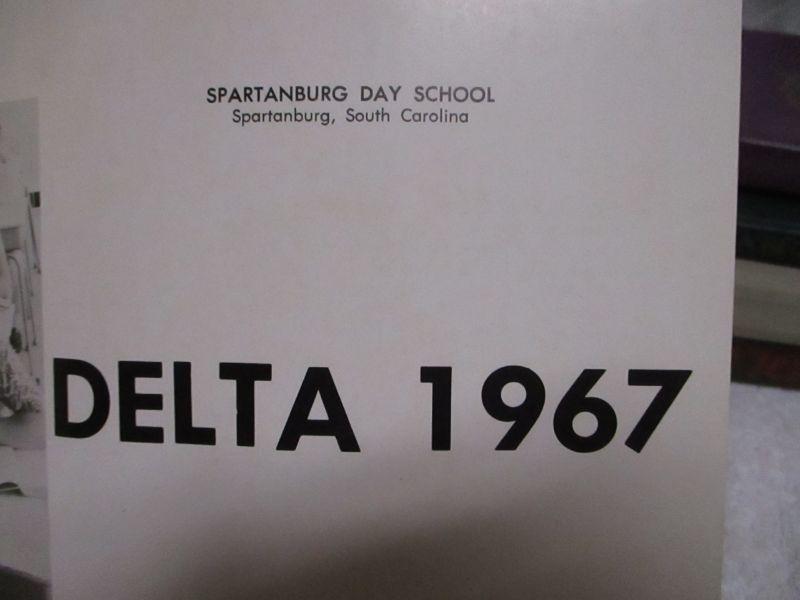 SPARTANBURG DAY SCHOOL
Spartanburg, South Carolina
DELTA 1967